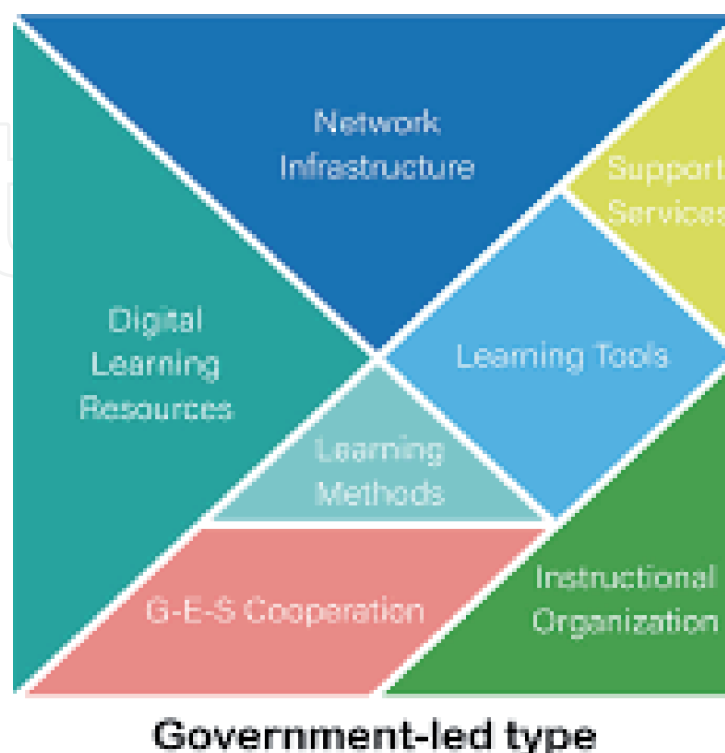 Network
Infrastructure
Support
Services
Digital
Learning
Resources
Learning Tools
Learning
Methods
G-E-S Cooperation
Instructional
Organization
Government-led type